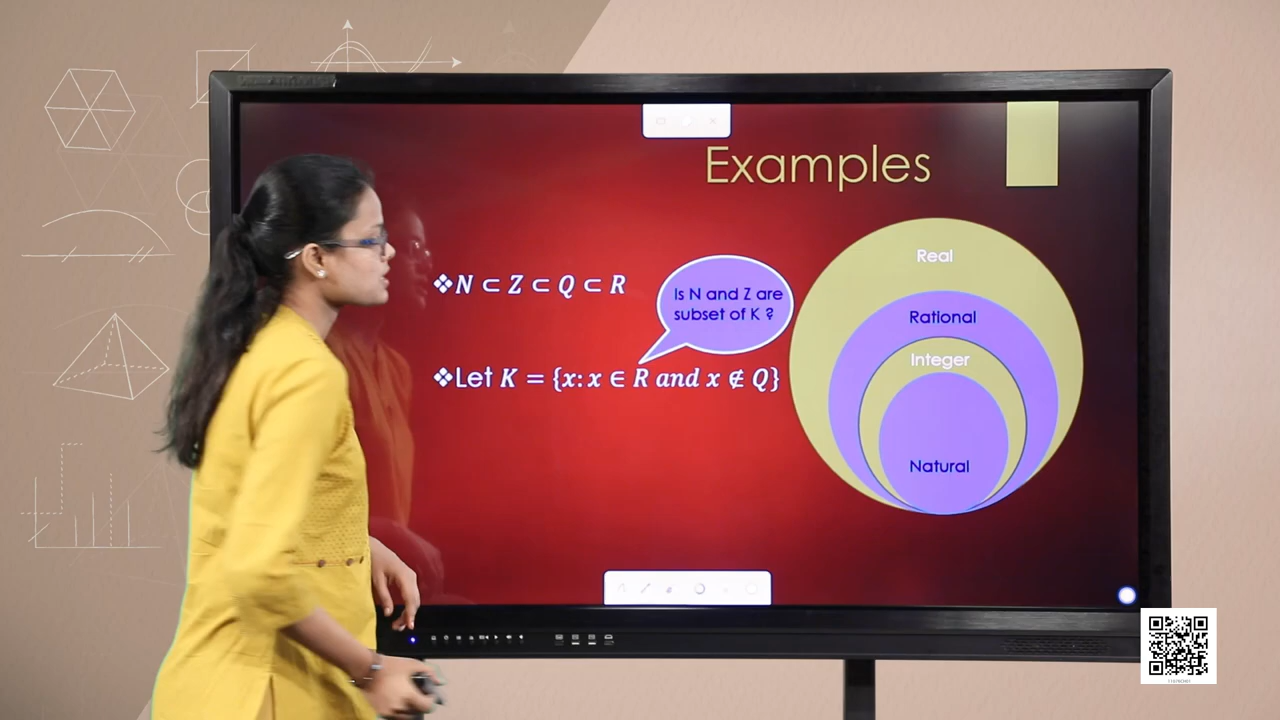 Examples
❖N ⊂ Z ⊂ Q ⊂ R
Is N and Z are
subset of K ?
❖Let K = {x: x ∈ R and x ∉ Q}
Real
Rational
Integer
Natural